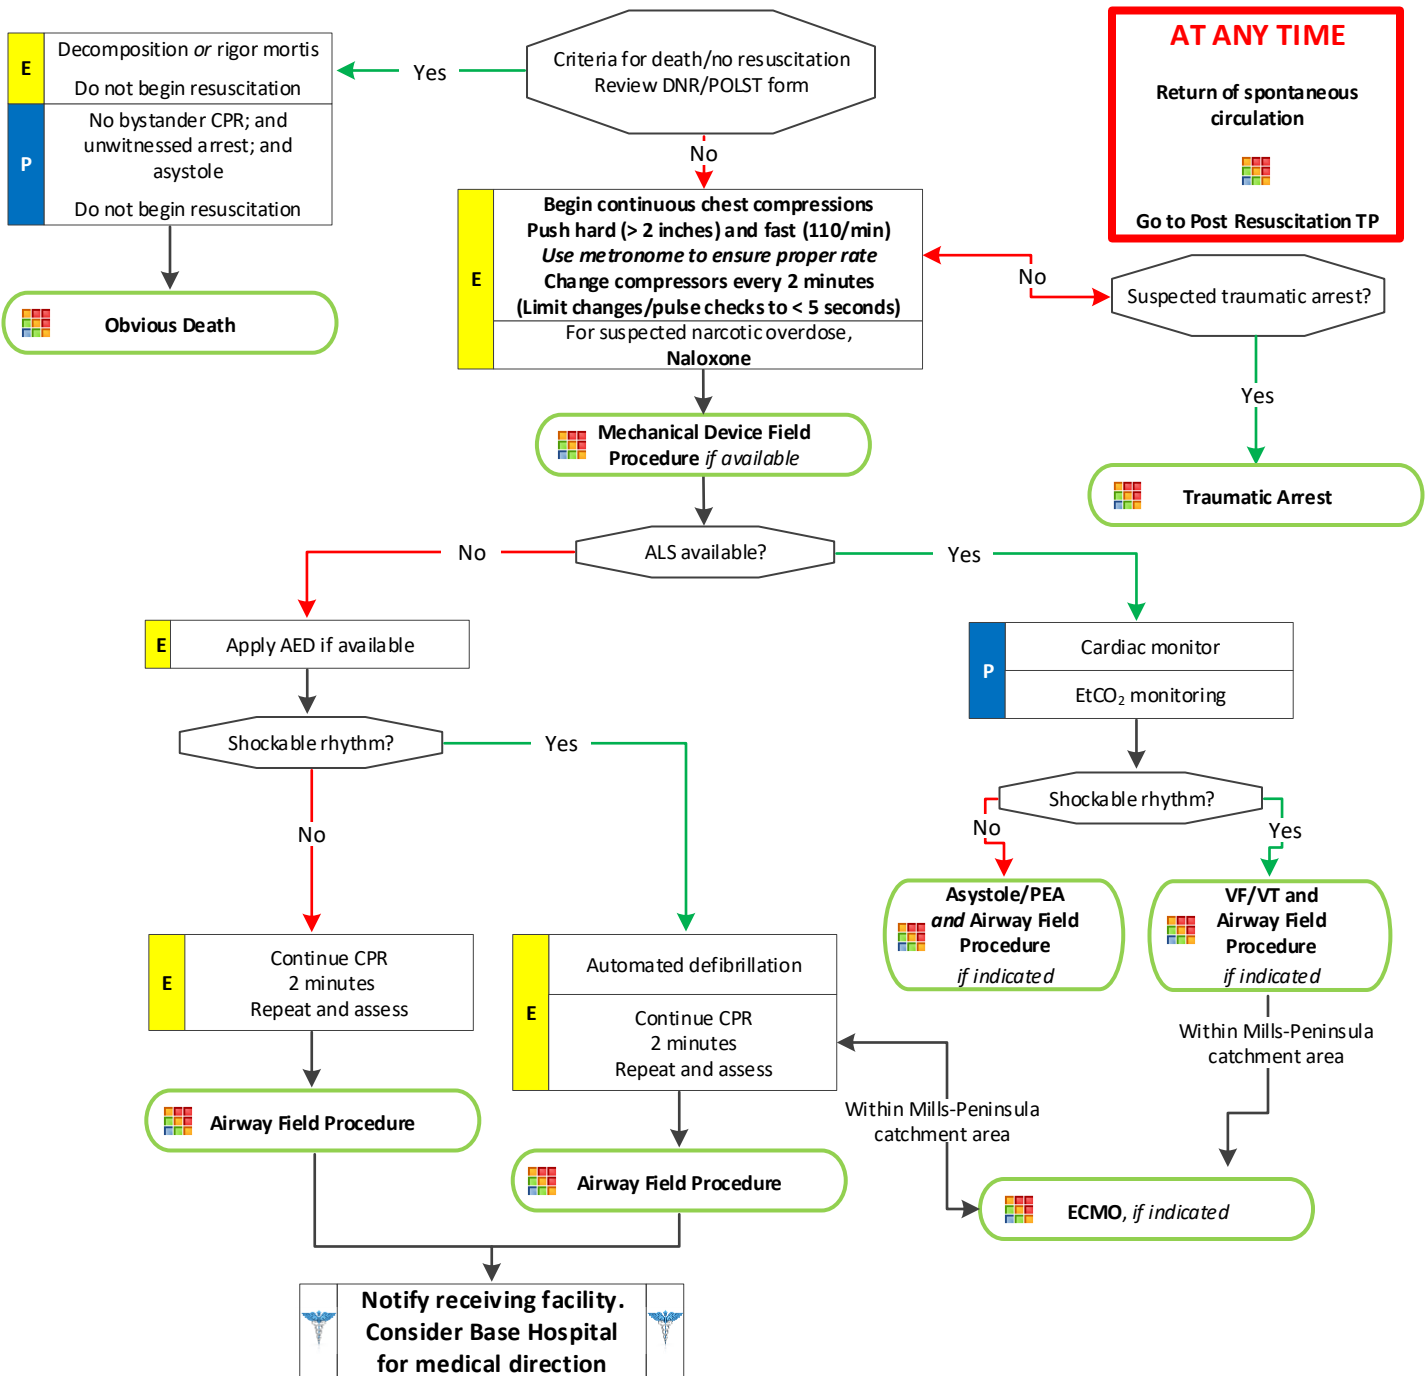 Criteria for death/no resuscitation
Review DNR/POLST form
Yes
E
Decomposition or rigor mortis
Do not begin resuscitation
P
No bystander CPR; and
unwitnessed arrest; and
asystole
Do not begin resuscitation
Obvious Death
AT ANY TIME
Return of spontaneous
circulation
Go to Post Resuscitation TP
No
E
Begin continuous chest compressions
Push hard (> 2 inches) and fast (110/min)
Use metronome to ensure proper rate
Change compressors every 2 minutes
(Limit changes/pulse checks to < 5 seconds)
For suspected narcotic overdose,
Naloxone
No
Suspected traumatic arrest?
Yes
Traumatic Arrest
Mechanical Device Field
Procedure if available
ALS available?
No
Yes
E
Apply AED if available
Shockable rhythm?
Yes
No
P
Cardiac monitor
EtCO₂ monitoring
Shockable rhythm?
No
Yes
Asystole/PEA
and Airway Field
Procedure
if indicated
VF/VT and
Airway Field
Procedure
if indicated
E
Continue CPR
2 minutes
Repeat and assess
E
Automated defibrillation
Continue CPR
2 minutes
Repeat and assess
Within Mills-Peninsula
catchment area
Within Mills-Peninsula
catchment area
Airway Field Procedure
Airway Field Procedure
ECMO, if indicated
Notify receiving facility.
Consider Base Hospital
for medical direction